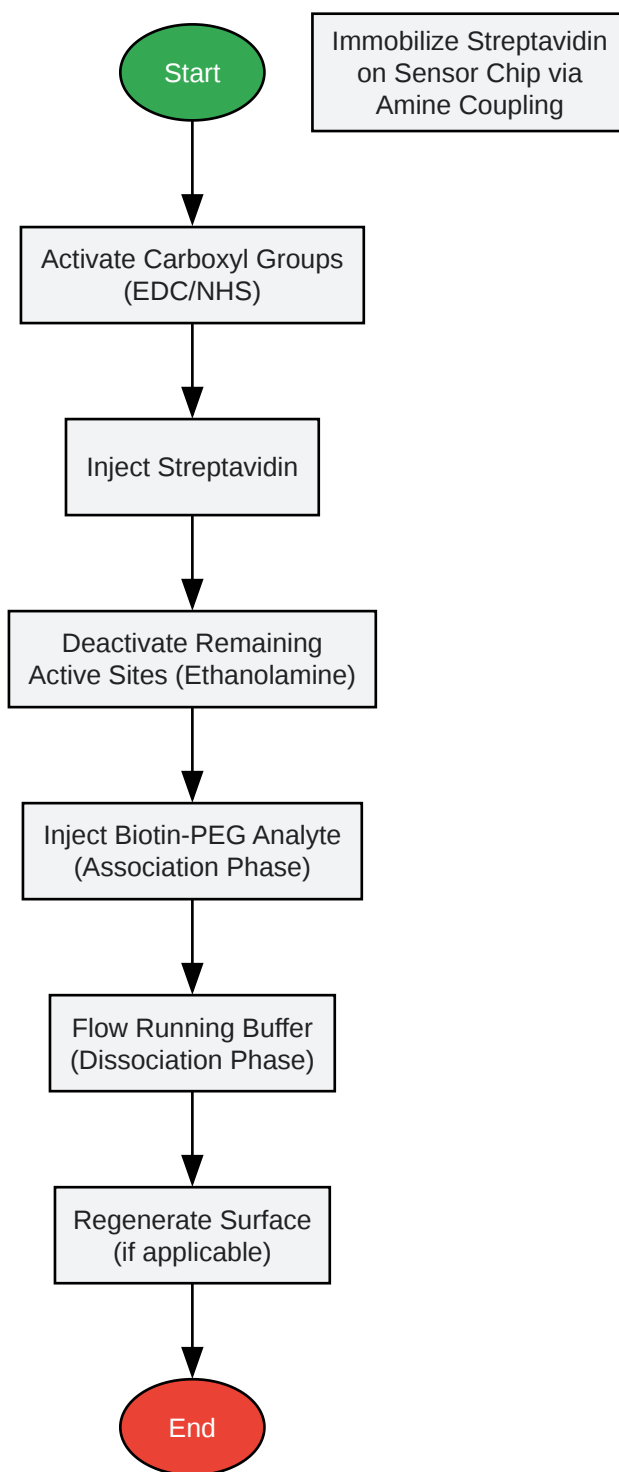 Start
Immobilize Streptavidin
on Sensor Chip via
Amine Coupling
Activate Carboxyl Groups
(EDC/NHS)
Inject Streptavidin
Deactivate Remaining
Active Sites (Ethanolamine)
Inject Biotin-PEG Analyte
(Association Phase)
Flow Running Buffer
(Dissociation Phase)
Regenerate Surface
(if applicable)
End